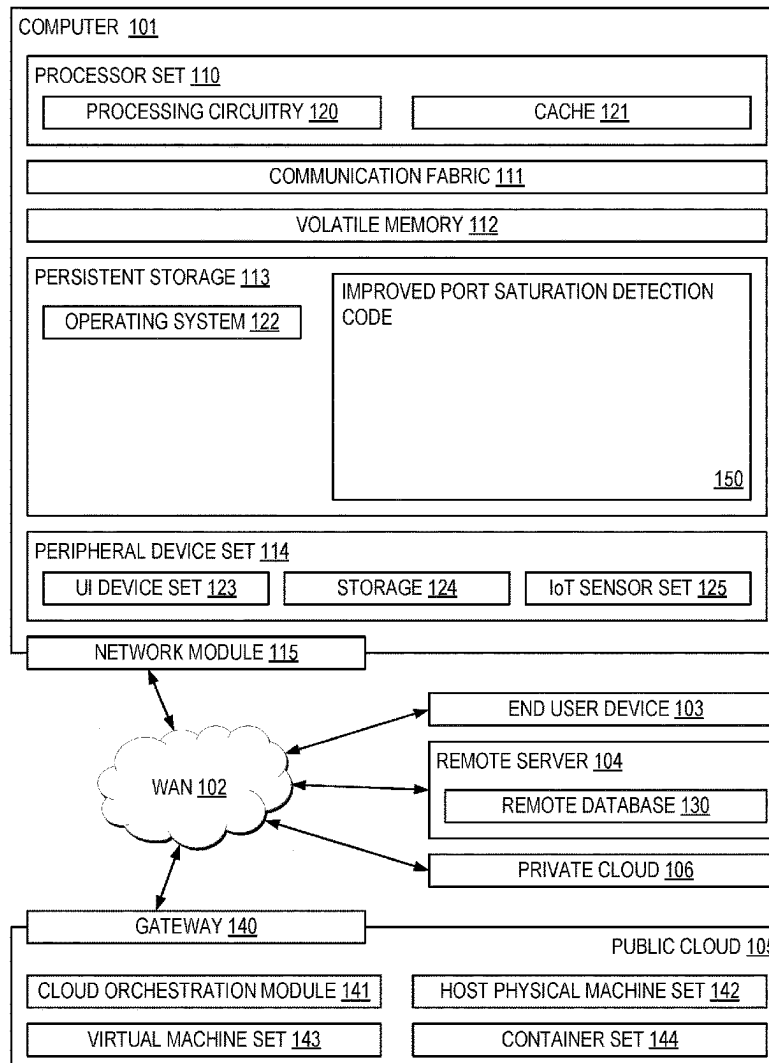 COMPUTER 101
PROCESSOR SET 110
PROCESSING CIRCUITRY 120
CACHE 121
COMMUNICATION FABRIC 111
VOLATILE MEMORY 112
PERSISTENT STORAGE 113
OPERATING SYSTEM 122
IMPROVED PORT SATURATION DETECTION
CODE
150
PERIPHERAL DEVICE SET 114
UI DEVICE SET 123
STORAGE 124
IoT SENSOR SET 125
NETWORK MODULE 115
END USER DEVICE 103
REMOTE SERVER 104
WAN 102
REMOTE DATABASE 130
PRIVATE CLOUD 106
GATEWAY 140
PUBLIC CLOUD 105
CLOUD ORCHESTRATION MODULE 141
HOST PHYSICAL MACHINE SET 142
VIRTUAL MACHINE SET 143
CONTAINER SET 144